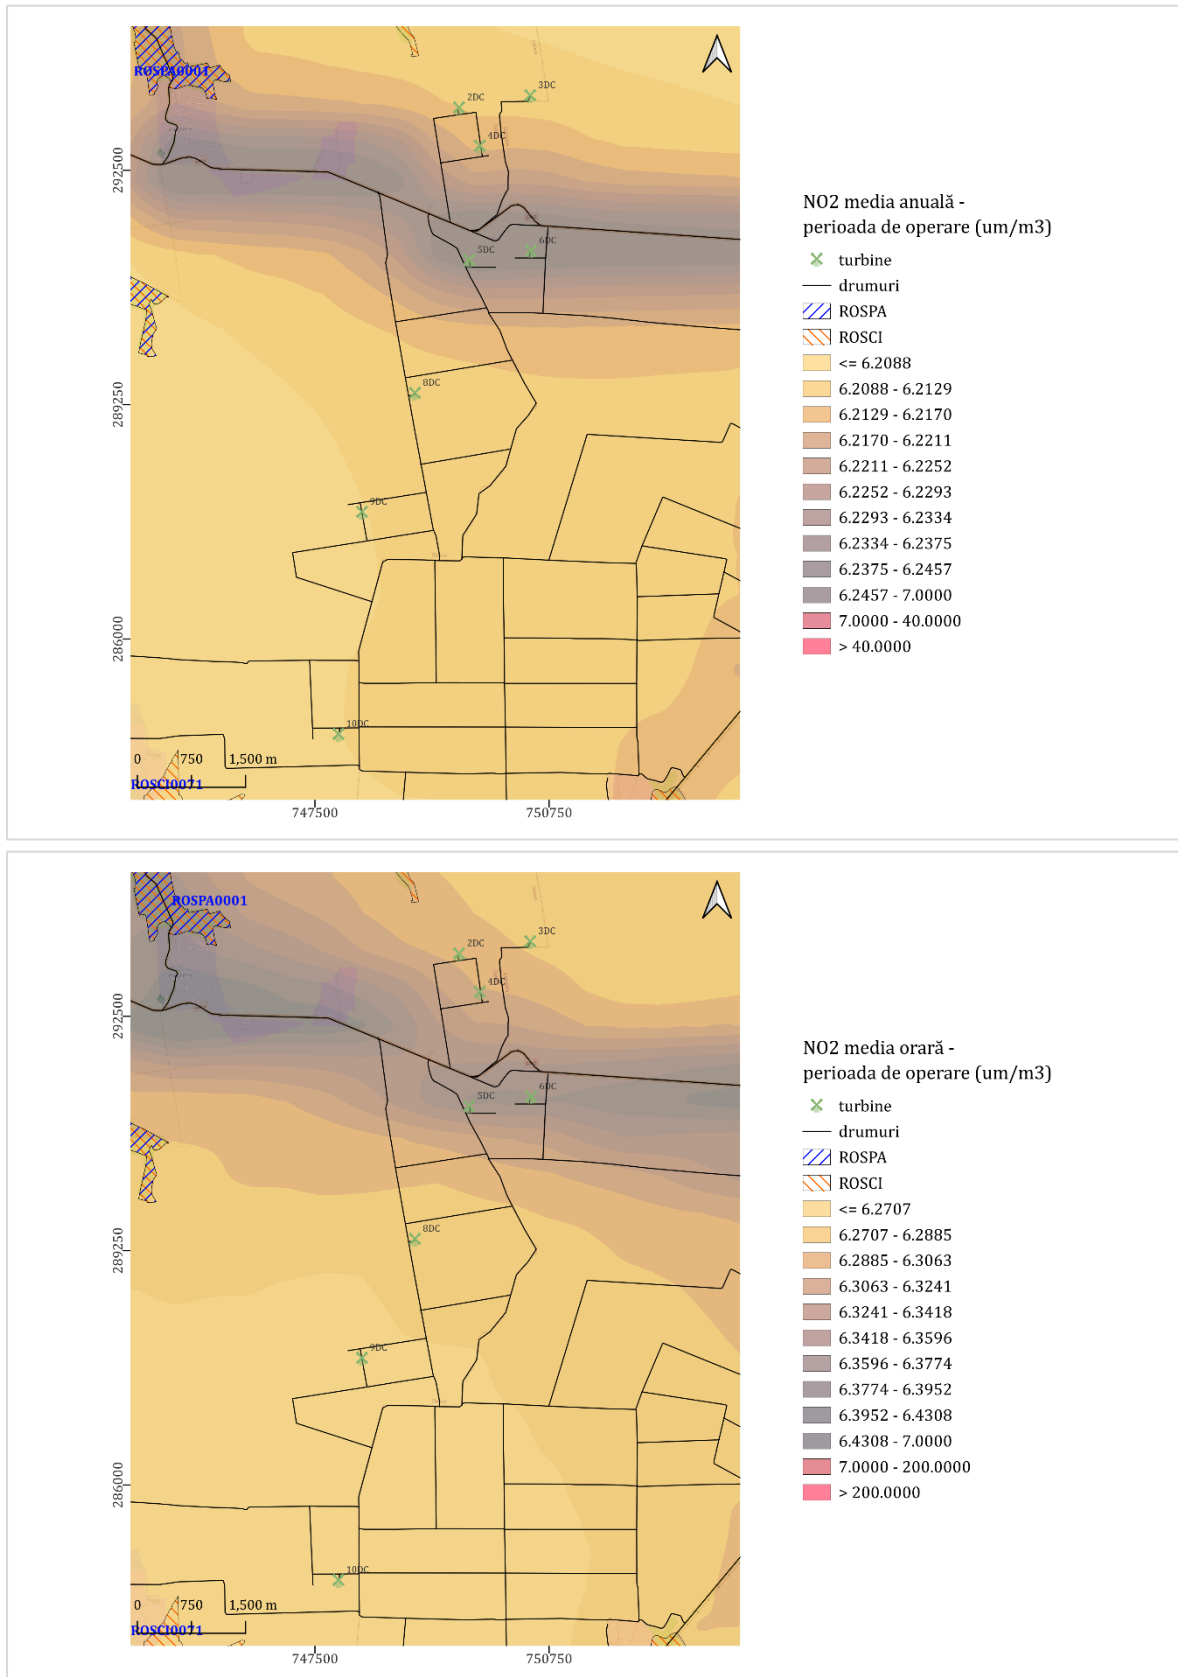 ROSPA0001
3DC
2DC
4DC
292500
6DC
5DC
289250
8DC
9DC
286000
10DC
0 750 1,500 m
ROSCI0071
747500 750750
NO2 media anuală -
perioada de operare (um/m3)
turbine
drumuri
ROSPA
ROSCI
<= 6.2088
6.2088 - 6.2129
6.2129 - 6.2170
6.2170 - 6.2211
6.2211 - 6.2252
6.2252 - 6.2293
6.2293 - 6.2334
6.2334 - 6.2375
6.2375 - 6.2457
6.2457 - 7.0000
7.0000 - 40.0000
> 40.0000
ROSPA0001
3DC
2DC
4DC
292500
6DC
5DC
289250
8DC
9DC
286000
10DC
0 750 1,500 m
ROSCI0071
747500 750750
NO2 media orară -
perioada de operare (um/m3)
turbine
drumuri
ROSPA
ROSCI
<= 6.2707
6.2707 - 6.2885
6.2885 - 6.3063
6.3063 - 6.3241
6.3241 - 6.3418
6.3418 - 6.3596
6.3596 - 6.3774
6.3774 - 6.3952
6.3952 - 6.4308
6.4308 - 7.0000
7.0000 - 200.0000
> 200.0000